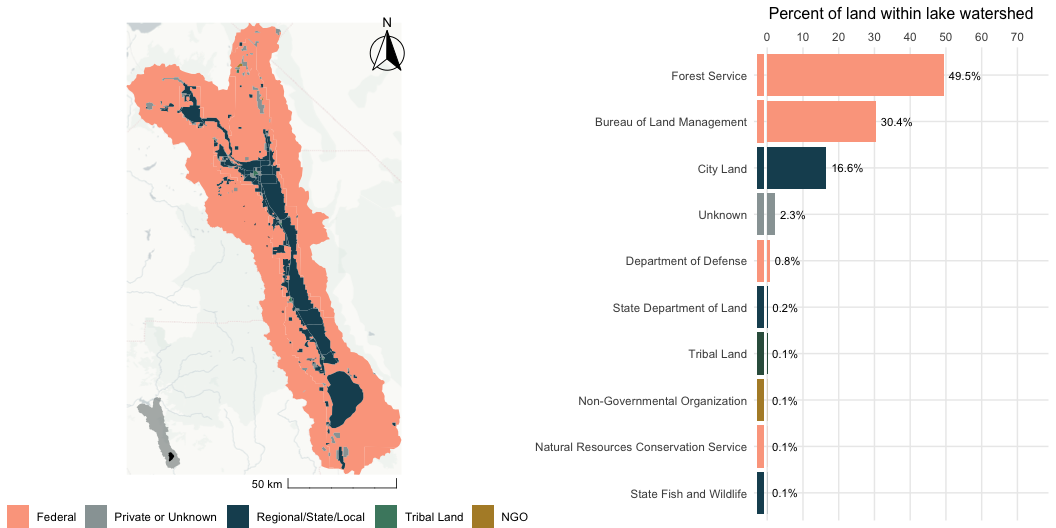 N
50 km
Federal
Private or Unknown
Regional/State/Local
Tribal Land
NGO
Percent of land within lake watershed
0 10 20 30 40 50 60 70
Forest Service 49.5%
Bureau of Land Management 30.4%
City Land 16.6%
Unknown 2.3%
Department of Defense 0.8%
State Department of Land 0.2%
Tribal Land 0.1%
Non-Governmental Organization 0.1%
Natural Resources Conservation Service 0.1%
State Fish and Wildlife 0.1%